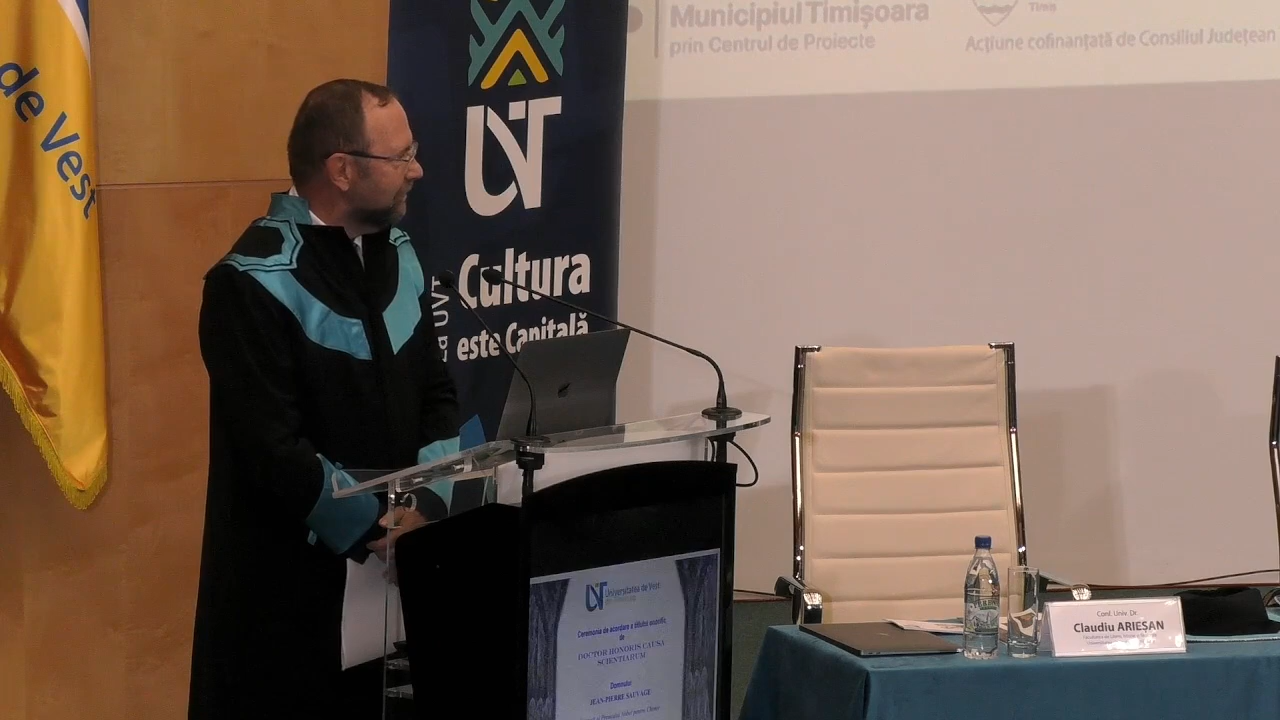 de Vest
Municipiul Timișoara
prin Centrul de Proiecte
Timiș
Acțiune cofinanțată de Consiliul Județean
UVT
La UVT
Cultura
este Capitală
UVT Universitatea de Vest
Ceremonia de acordare a titlului onorific
de
DOCTOR HONORIS CAUSA
SCIENTIARUM
Domnului
JEAN-PIERRE SAUVAGE
Conf. Univ. Dr.
Claudiu ARIEȘAN